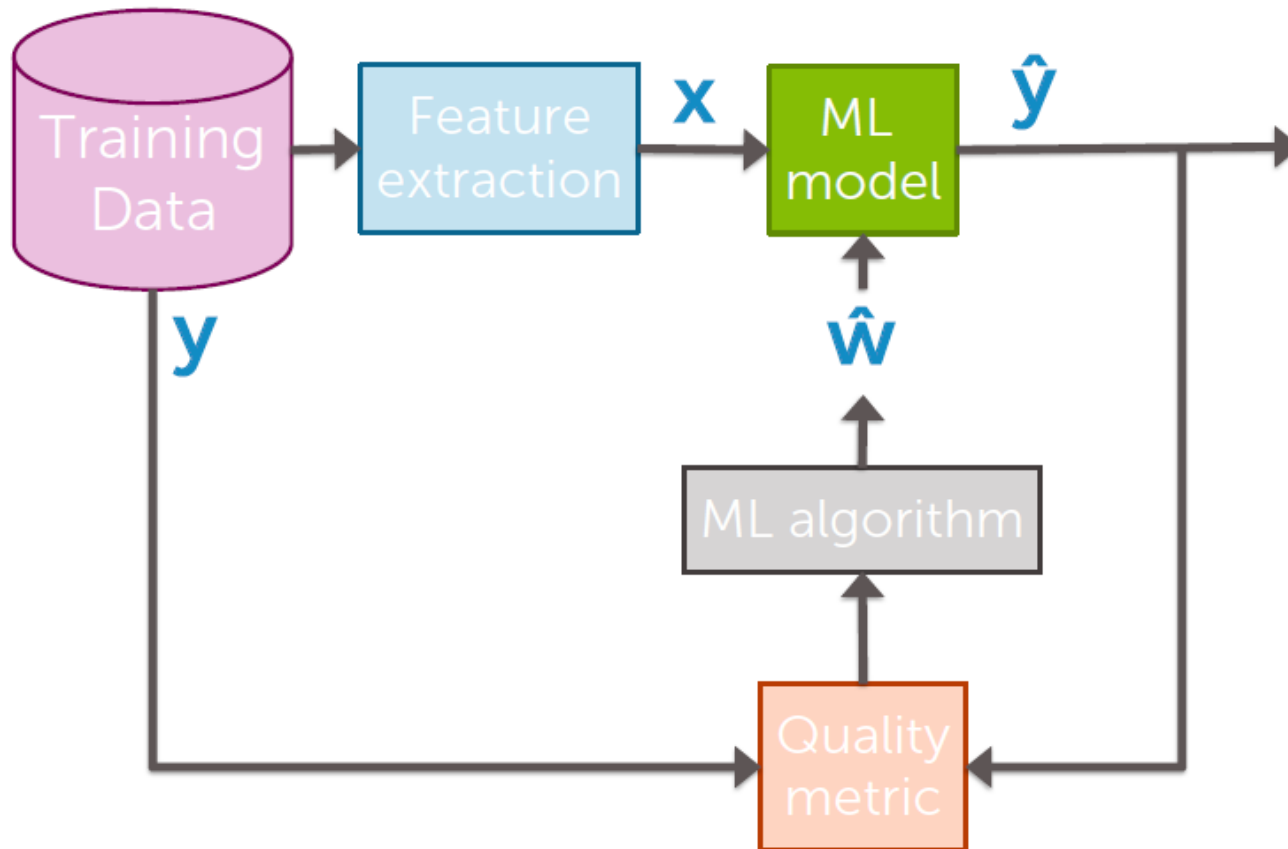 Training
Data
Feature
extraction
x
ML
model
ŷ
y
ŵ
ML algorithm
Quality
metric